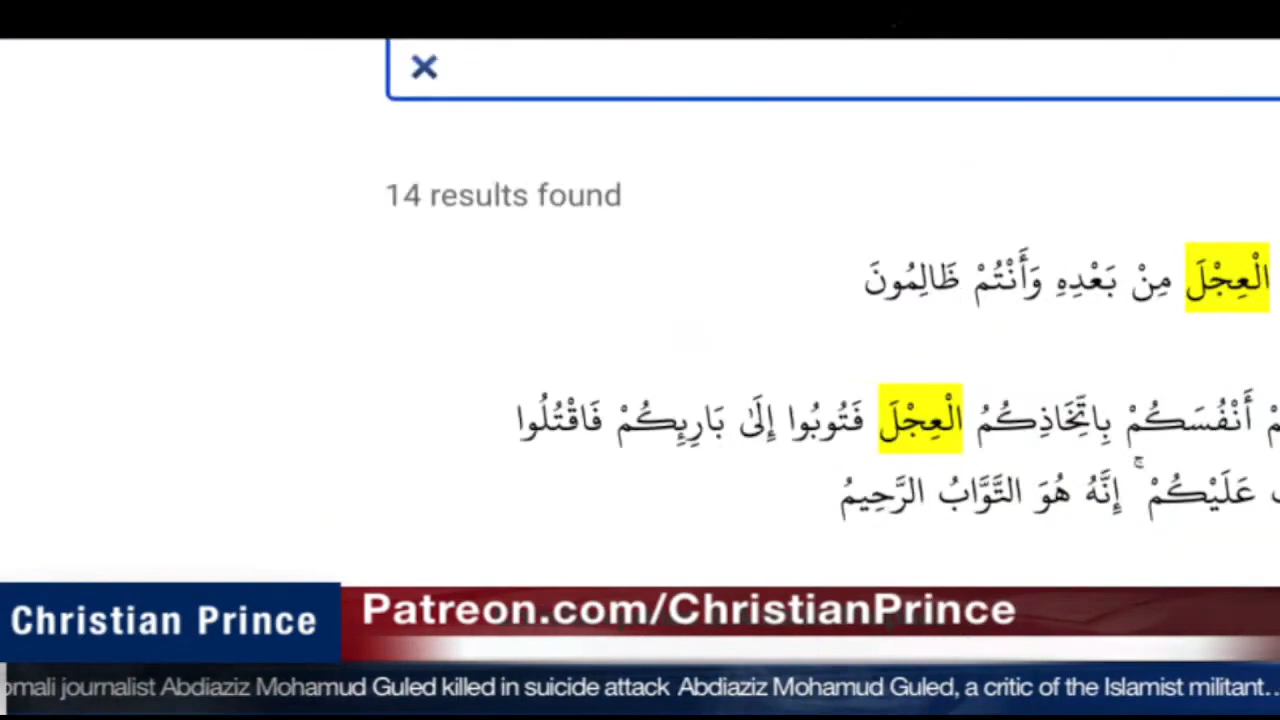 14 results found
الْعِجْلَ مِنْ بَعْدِهِ وَأَنْتُمْ ظَالِمُونَ
أَنْفُسَكُمْ بِاتِّخَاذِكُمُ الْعِجْلَ فَتُوبُوا إِلَىٰ بَارِئِكُمْ فَاقْتُلُوا
عَلَيْكُمْ ۚ إِنَّهُ هُوَ التَّوَّابُ الرَّحِيمُ
Christian Prince
Patreon.com/ChristianPrince
omali journalist Abdiaziz Mohamud Guled killed in suicide attack Abdiaziz Mohamud Guled, a critic of the Islamist militant...